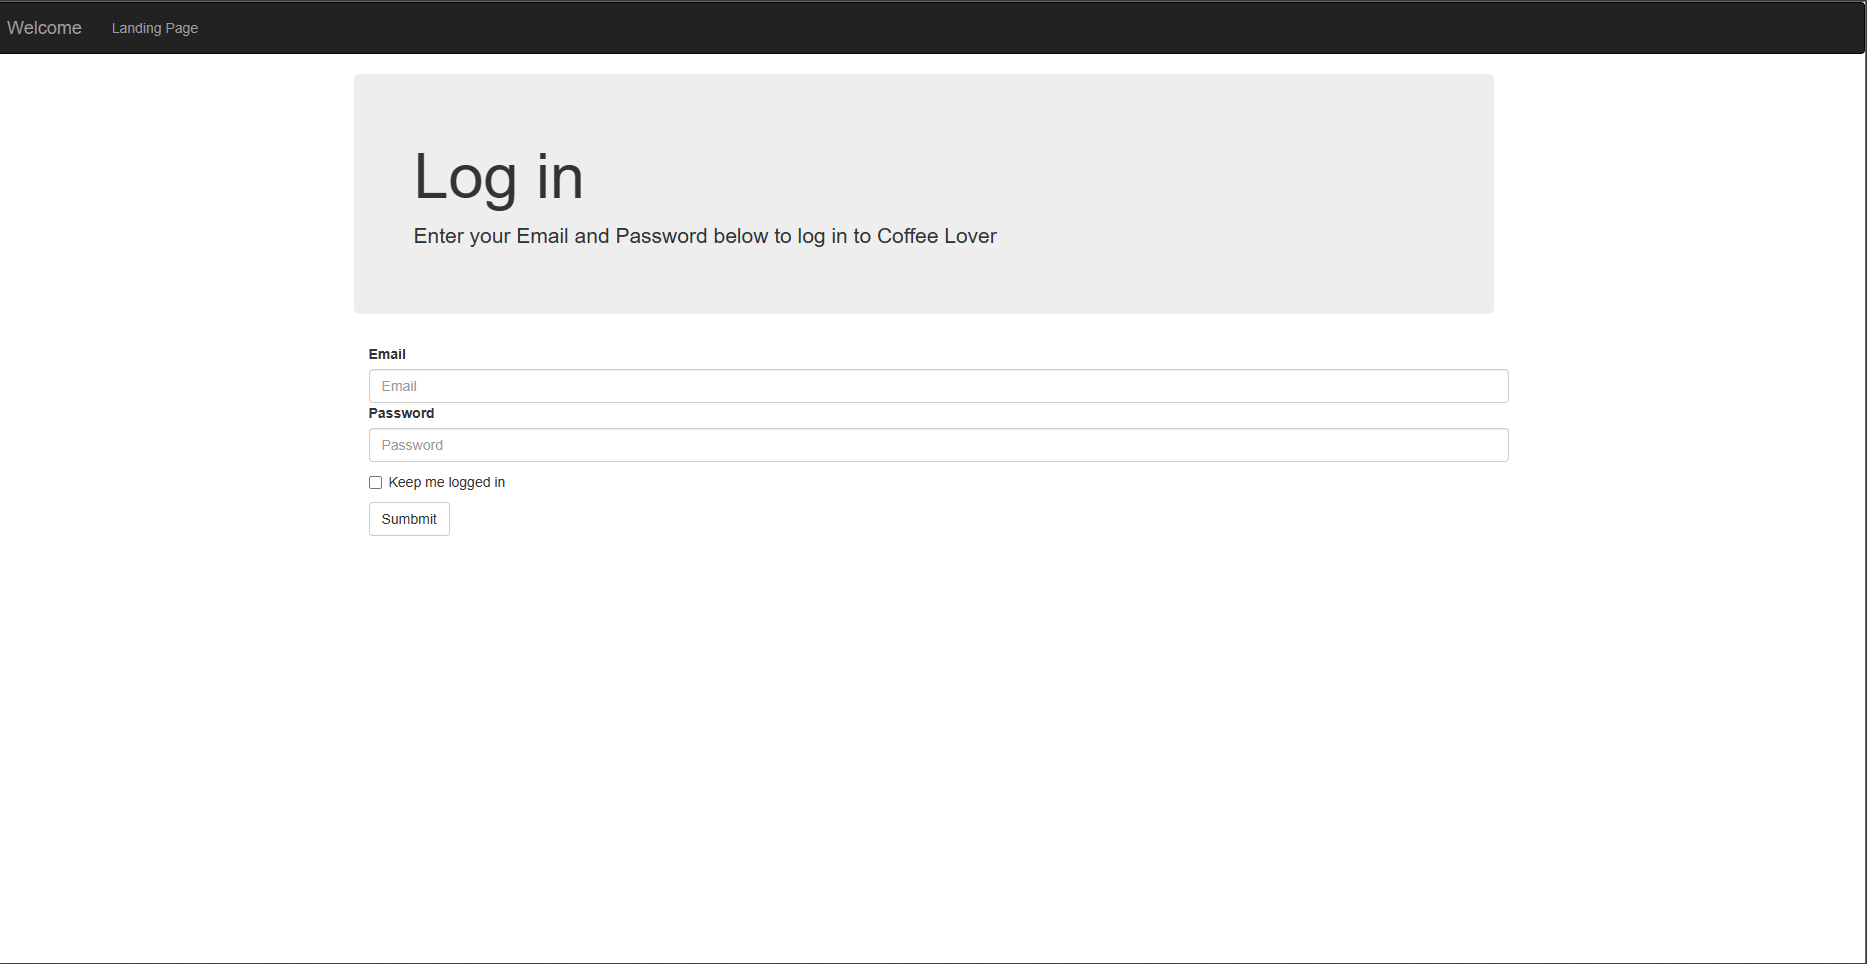 Welcome Landing Page
Log in
Enter your Email and Password below to log in to Coffee Lover
Email
Email
Password
Password
Keep me logged in
Sumbmit